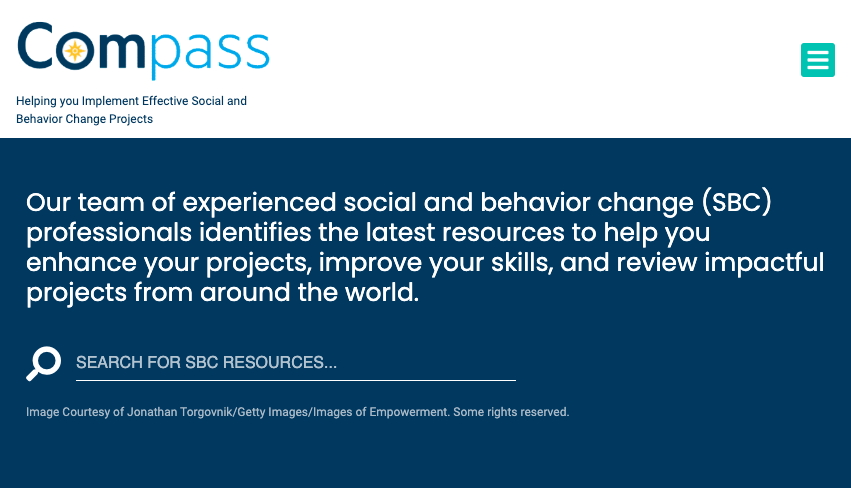 Compass
Helping you Implement Effective Social and
Behavior Change Projects
Our team of experienced social and behavior change (SBC)
professionals identifies the latest resources to help you
enhance your projects, improve your skills, and review impactful
projects from around the world.
SEARCH FOR SBC RESOURCES...
Image Courtesy of Jonathan Torgovnik/Getty Images/Images of Empowerment. Some rights reserved.